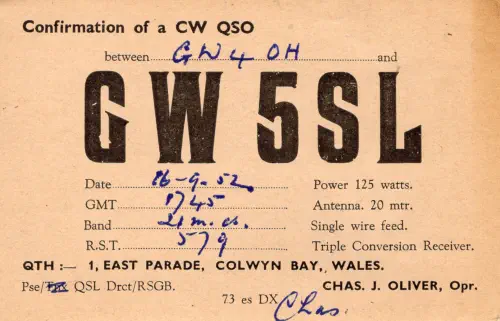 Confirmation of a CW QSO
between GW4OH and
GW 5SL
Date 16-9-52. Power 125 watts.
GMT 1745 Antenna. 20 mtr.
Band 21 m.cs. Single wire feed.
R.S.T. 579 Triple Conversion Receiver.
QTH :— 1, EAST PARADE, COLWYN BAY, WALES.
Pse/ QSL Drct/RSGB. CHAS. J. OLIVER, Opr.
73 es DX Chas.